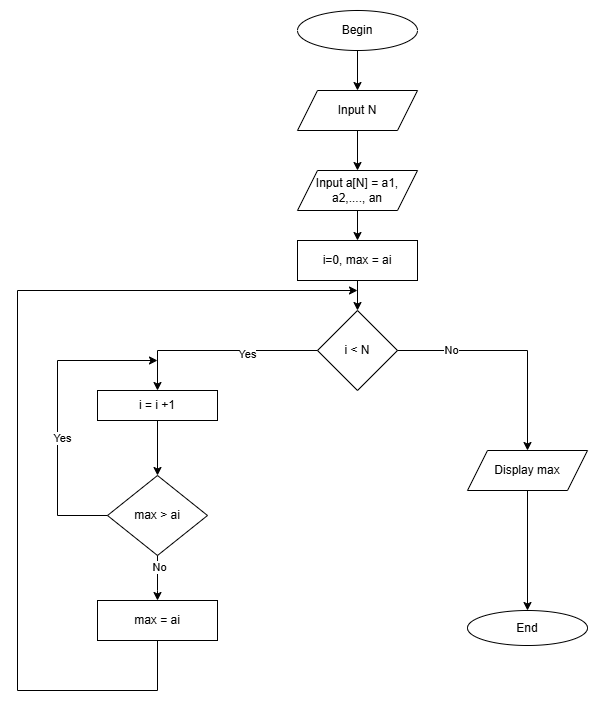 Begin
Input N
Input a[N] = a1,
a2,...., an
i=0, max = ai
i < N
Yes
No
i = i +1
Yes
Display max
max > ai
No
max = ai
End